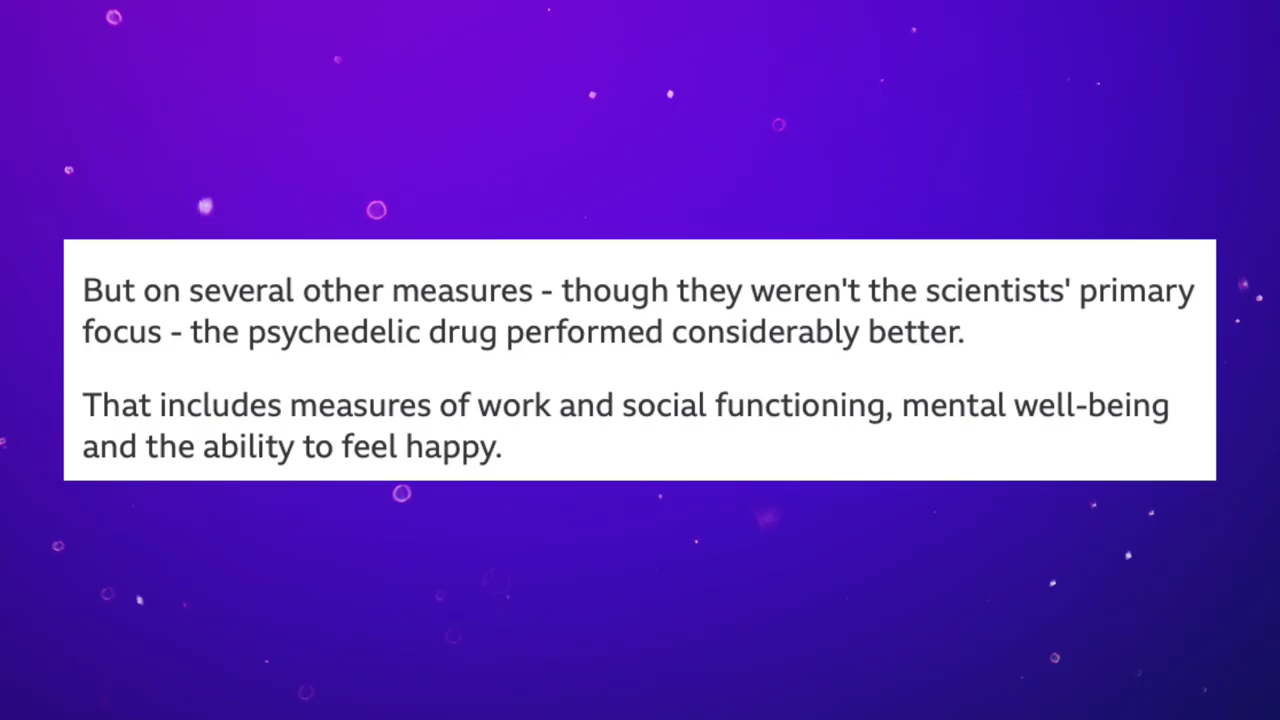 But on several other measures - though they weren't the scientists' primary
focus - the psychedelic drug performed considerably better.
That includes measures of work and social functioning, mental well-being
and the ability to feel happy.